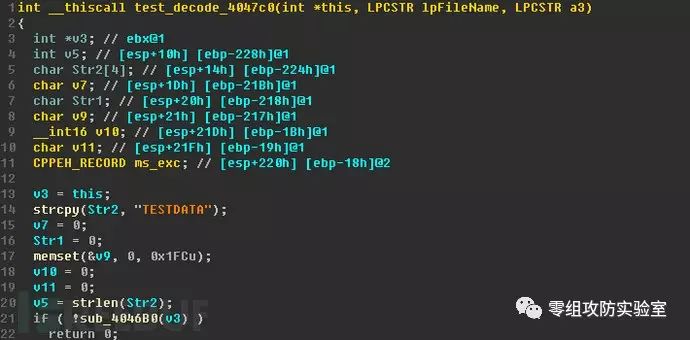 1 int __thiscall test_decode_4047c0(int *this, LPCSTR lpFileName, LPCSTR a3)
2 {
3 int *v3; // ebx@1
4 int v5; // [esp+10h] [ebp-228h]@1
5 char Str2[4]; // [esp+14h] [ebp-224h]@1
6 char v7; // [esp+1Dh] [ebp-21Bh]@1
7 char Str1; // [esp+20h] [ebp-218h]@1
8 char v9; // [esp+21h] [ebp-217h]@1
9 __int16 v10; // [esp+21Dh] [ebp-1Bh]@1
10 char v11; // [esp+21Fh] [ebp-19h]@1
11 CPPEH_RECORD ms_exc; // [esp+220h] [ebp-18h]@2
12
13 v3 = this;
14 strcpy(Str2, "TESTDATA");
15 v7 = 0;
16 Str1 = 0;
17 memset(&v9, 0, 0x1FCu);
18 v10 = 0;
19 v11 = 0;
20 v5 = strlen(Str2);
21 if ( !sub_4046B0(v3) )
22 return 0;
零组攻防实验室